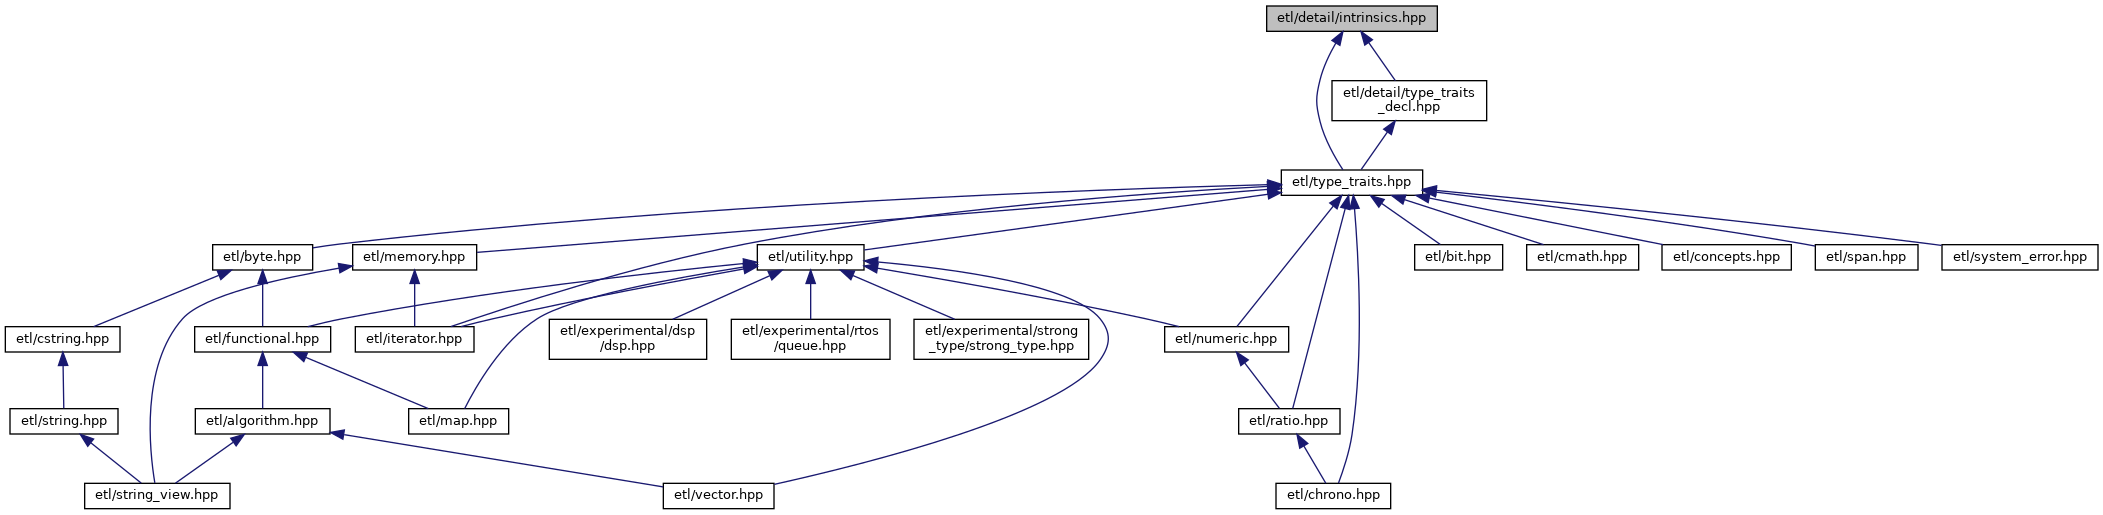 etl/detail/intrinsics.hpp
etl/detail/type_traits
_decl.hpp
etl/type_traits.hpp
etl/byte.hpp
etl/memory.hpp
etl/utility.hpp
etl/bit.hpp
etl/cmath.hpp
etl/concepts.hpp
etl/span.hpp
etl/system_error.hpp
etl/cstring.hpp
etl/functional.hpp
etl/iterator.hpp
etl/experimental/dsp
/dsp.hpp
etl/experimental/rtos
/queue.hpp
etl/experimental/strong
_type/strong_type.hpp
etl/numeric.hpp
etl/string.hpp
etl/algorithm.hpp
etl/map.hpp
etl/ratio.hpp
etl/string_view.hpp
etl/vector.hpp
etl/chrono.hpp